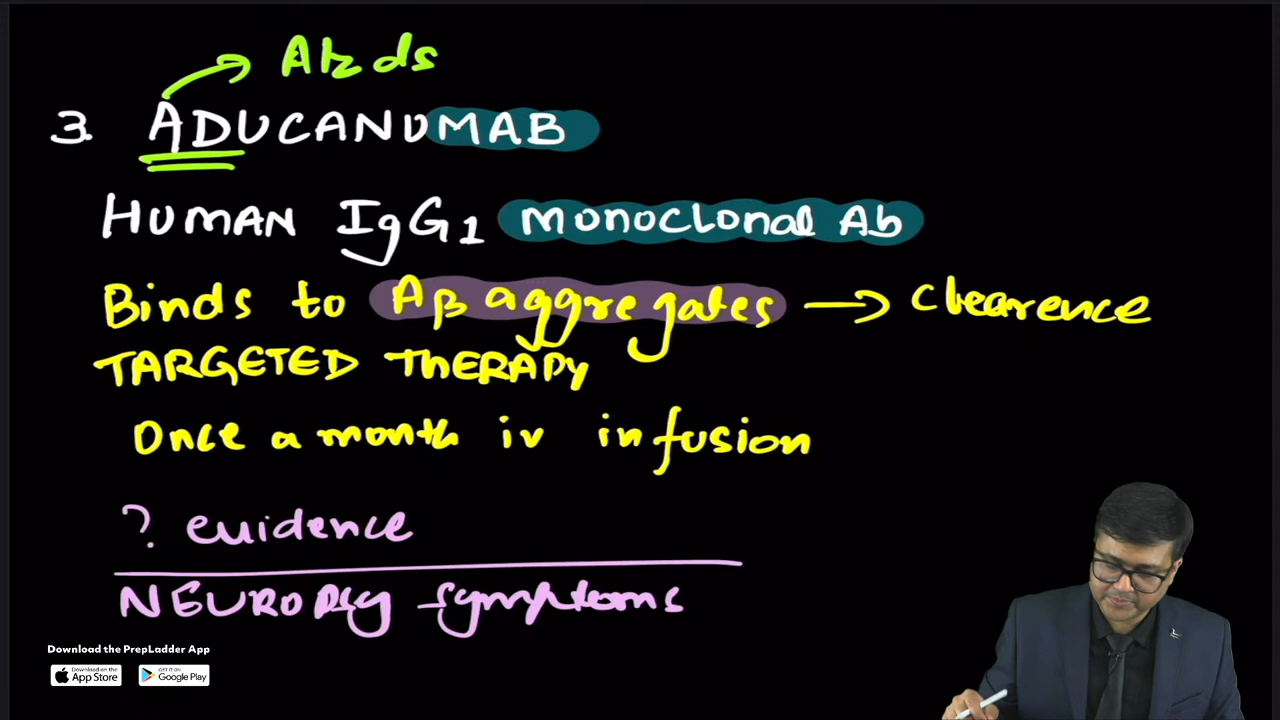 Alz ds
3. ADUCANUMAB
HUMAN IgG1 monoclonal Ab
Binds to Aβ aggregates → Clearence
TARGETED THERAPY
Once a month iv infusion
? evidence
NEUROPSY symptoms
Download the PrepLadder App
Download on the App Store
GET IT ON Google Play